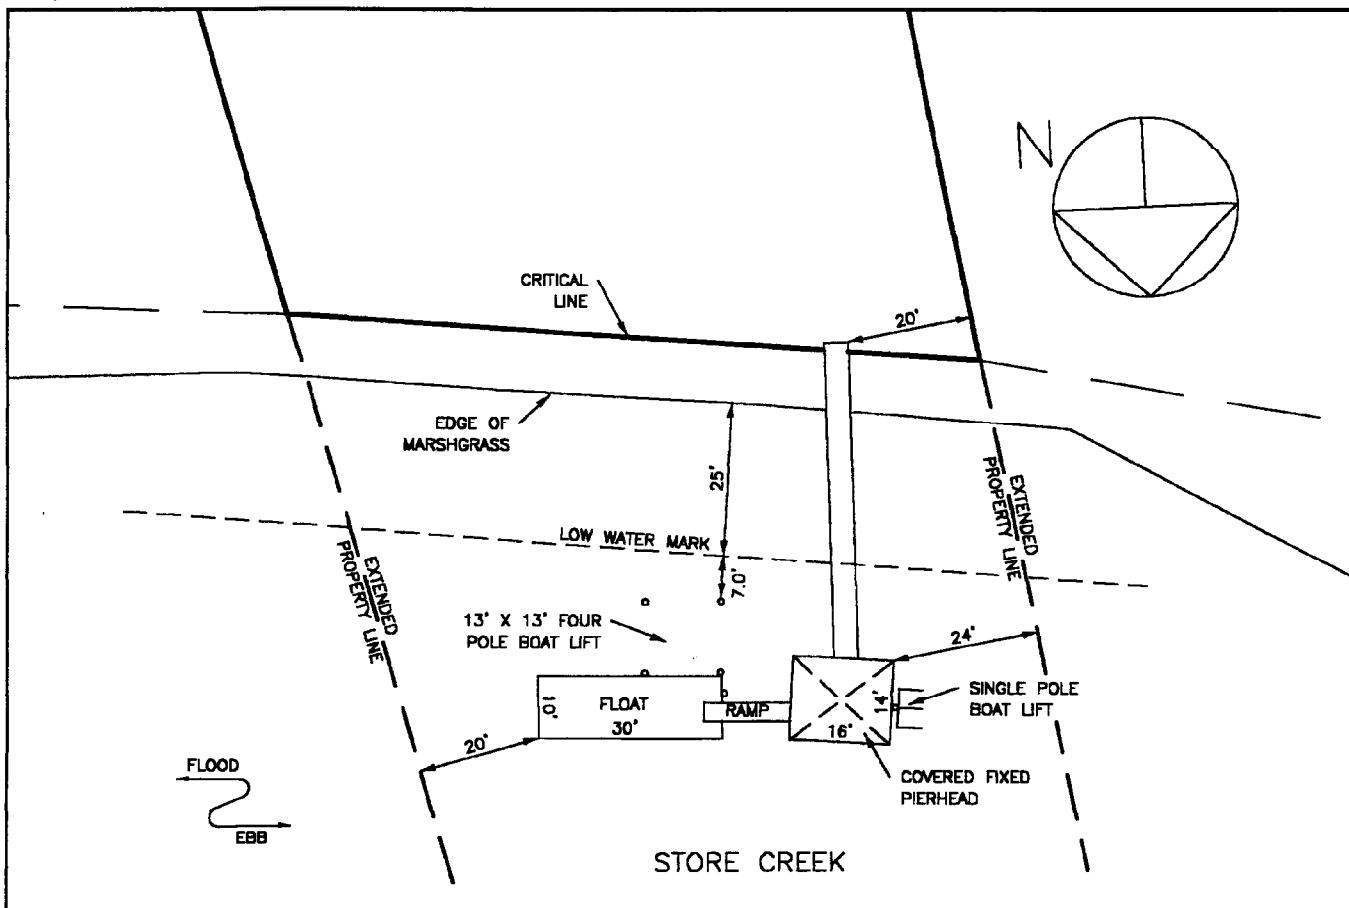 N
CRITICAL
LINE
20'
EDGE OF
MARSHGRASS
25'
EXTENDED
PROPERTY LINE
LOW WATER MARK
EXTENDED
PROPERTY LINE
7.0'
13' X 13' FOUR
POLE BOAT LIFT
24'
SINGLE POLE
BOAT LIFT
10'
FLOAT
30'
RAMP
14'
16'
20'
FLOOD
EBB
COVERED FIXED
PIERHEAD
STORE CREEK